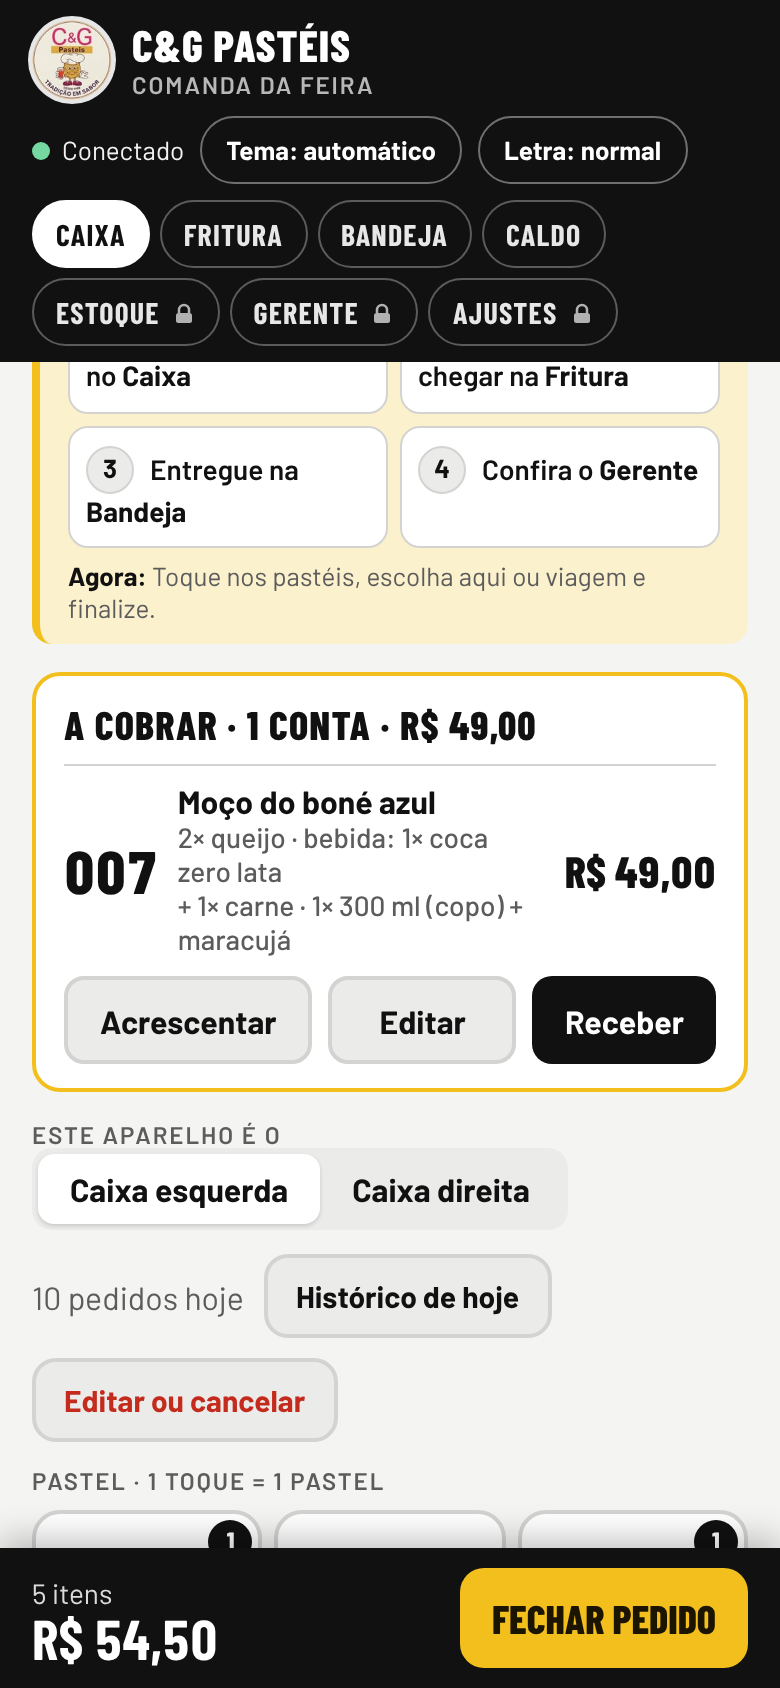 C&G
Pastéis
TRADIÇÃO EM SABOR
C&G PASTÉIS
COMANDA DA FEIRA
Conectado
Tema: automático
Letra: normal
CAIXA
FRITURA
BANDEJA
CALDO
ESTOQUE
GERENTE
AJUSTES
no Caixa
chegar na Fritura
3 Entregue na
Bandeja
4 Confira o Gerente
Agora: Toque nos pastéis, escolha aqui ou viagem e
finalize.
A COBRAR · 1 CONTA · R$ 49,00
007
Moço do boné azul
2× queijo · bebida: 1× coca
zero lata
+ 1× carne · 1× 300 ml (copo) +
maracujá
R$ 49,00
Acrescentar
Editar
Receber
ESTE APARELHO É O
Caixa esquerda
Caixa direita
10 pedidos hoje
Histórico de hoje
Editar ou cancelar
PASTEL · 1 TOQUE = 1 PASTEL
1
1
5 itens
R$ 54,50
FECHAR PEDIDO